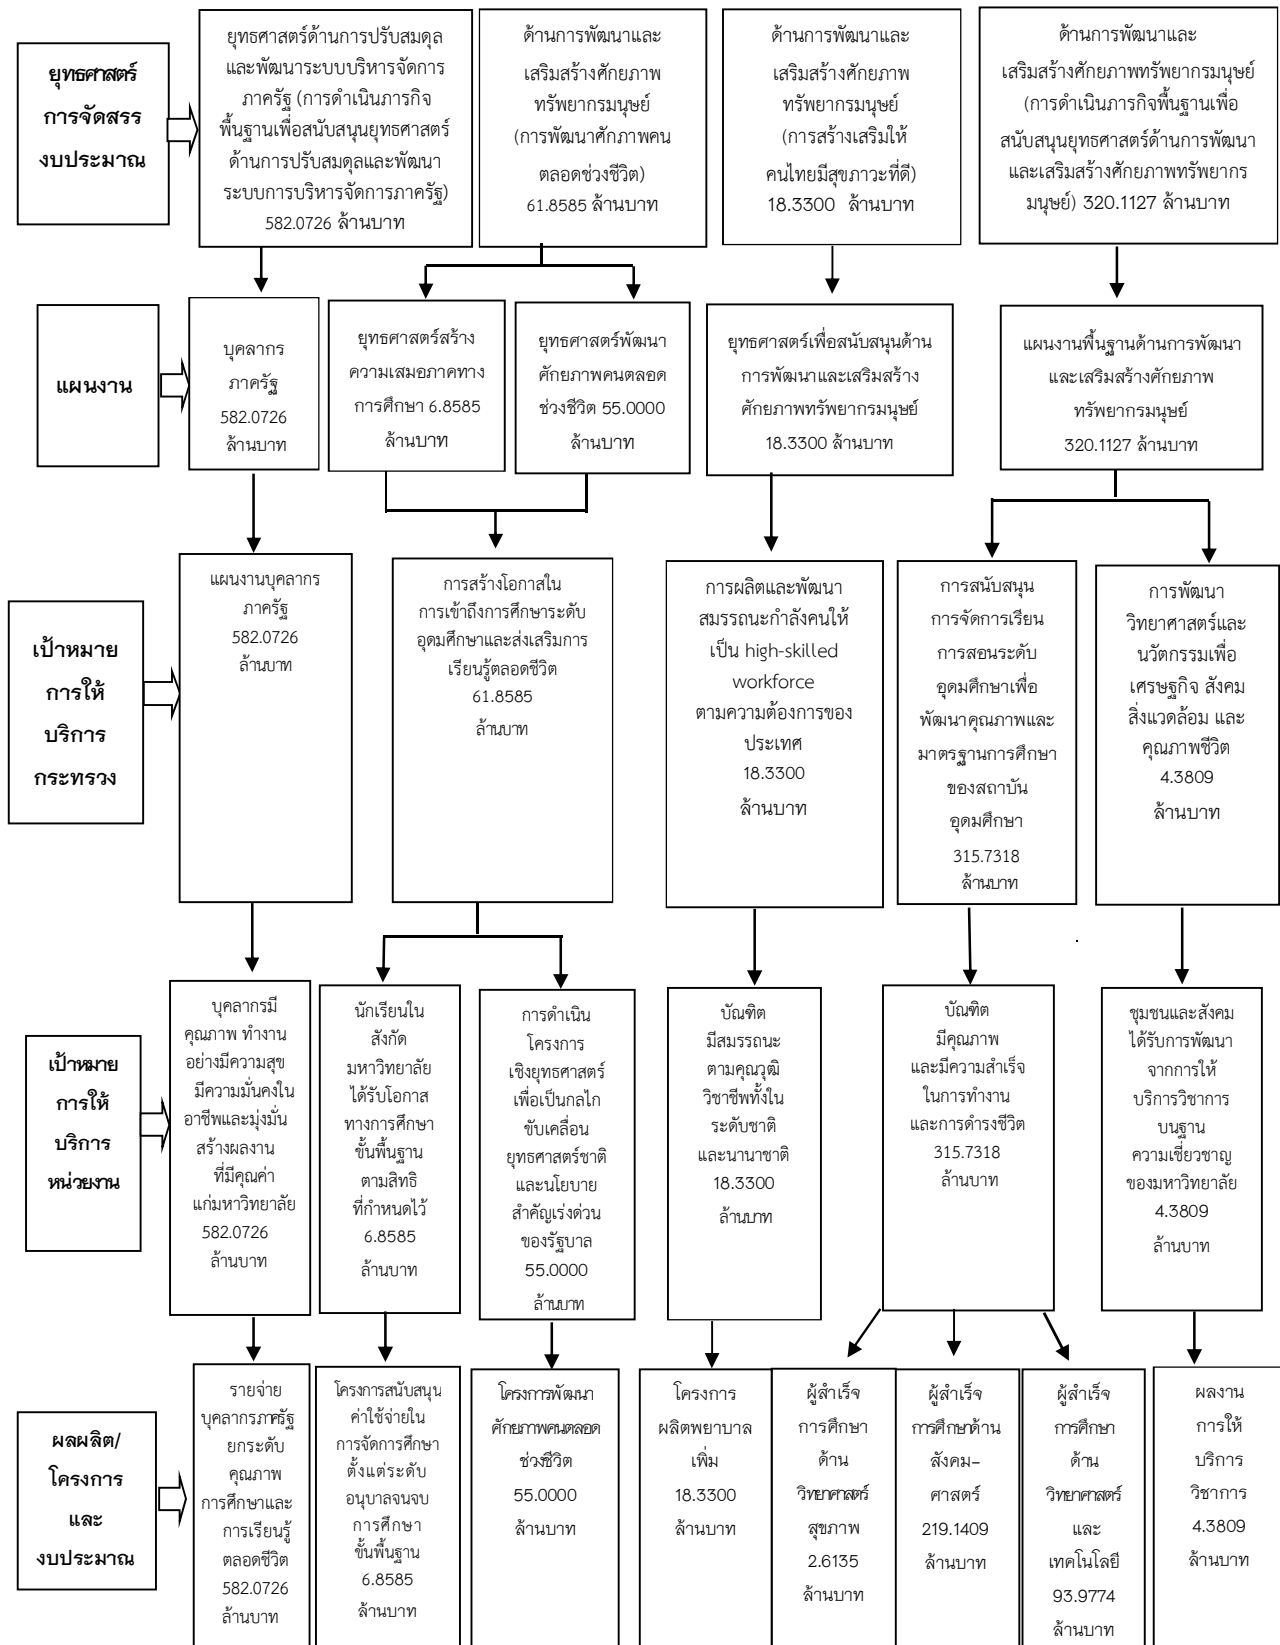 ยุทธศาสตร์
การจัดสรร
งบประมาณ
ยุทธศาสตร์ด้านการปรับสมดุล
และพัฒนาระบบบริหารจัดการ
ภาครัฐ (การดำเนินภารกิจ
พื้นฐานเพื่อสนับสนุนยุทธศาสตร์
ด้านการปรับสมดุลและพัฒนา
ระบบการบริหารจัดการภาครัฐ)
582.0726 ล้านบาท
ด้านการพัฒนาและ
เสริมสร้างศักยภาพ
ทรัพยากรมนุษย์
(การพัฒนาศักภาพคน
ตลอดช่วงชีวิต)
61.8585 ล้านบาท
ด้านการพัฒนาและ
เสริมสร้างศักยภาพ
ทรัพยากรมนุษย์
(การสร้างเสริมให้
คนไทยมีสุขภาวะที่ดี)
18.3300 ล้านบาท
ด้านการพัฒนาและ
เสริมสร้างศักยภาพทรัพยากรมนุษย์
(การดำเนินภารกิจพื้นฐานเพื่อ
สนับสนุนยุทธศาสตร์ด้านการพัฒนา
และเสริมสร้างศักยภาพทรัพยากร
มนุษย์) 320.1127 ล้านบาท
แผนงาน
บุคลากร
ภาครัฐ
582.0726
ล้านบาท
ยุทธศาสตร์สร้าง
ความเสมอภาคทาง
การศึกษา 6.8585
ล้านบาท
ยุทธศาสตร์พัฒนา
ศักยภาพคนตลอด
ช่วงชีวิต 55.0000
ล้านบาท
ยุทธศาสตร์เพื่อสนับสนุนด้าน
การพัฒนาและเสริมสร้าง
ศักยภาพทรัพยากรมนุษย์
18.3300 ล้านบาท
แผนงานพื้นฐานด้านการพัฒนา
และเสริมสร้างศักยภาพ
ทรัพยากรมนุษย์
320.1127 ล้านบาท
เป้าหมาย
การให้
บริการ
กระทรวง
แผนงานบุคลากร
ภาครัฐ
582.0726
ล้านบาท
การสร้างโอกาสใน
การเข้าถึงการศึกษาระดับ
อุดมศึกษาและส่งเสริมการ
เรียนรู้ตลอดชีวิต
61.8585
ล้านบาท
การผลิตและพัฒนา
สมรรถนะกำลังคนให้
เป็น high-skilled
workforce
ตามความต้องการของ
ประเทศ
18.3300
ล้านบาท
การสนับสนุน
การจัดการเรียน
การสอนระดับ
อุดมศึกษาเพื่อ
พัฒนาคุณภาพและ
มาตรฐานการศึกษา
ของสถาบัน
อุดมศึกษา
315.7318
ล้านบาท
การพัฒนา
วิทยาศาสตร์และ
นวัตกรรมเพื่อ
เศรษฐกิจ สังคม
สิ่งแวดล้อม และ
คุณภาพชีวิต
4.3809
ล้านบาท
เป้าหมาย
การให้
บริการ
หน่วยงาน
บุคลากรมี
คุณภาพ ทำงาน
อย่างมีความสุข
มีความมั่นคงใน
อาชีพและมุ่งมั่น
สร้างผลงาน
ที่มีคุณค่า
แก่มหาวิทยาลัย
582.0726
ล้านบาท
นักเรียนใน
สังกัด
มหาวิทยาลัย
ได้รับโอกาส
ทางการศึกษา
ขั้นพื้นฐาน
ตามสิทธิ
ที่กำหนดไว้
6.8585
ล้านบาท
การดำเนิน
โครงการ
เชิงยุทธศาสตร์
เพื่อเป็นกลไก
ขับเคลื่อน
ยุทธศาสตร์ชาติ
และนโยบาย
สำคัญเร่งด่วน
ของรัฐบาล
55.0000
ล้านบาท
บัณฑิต
มีสมรรถนะ
ตามคุณวุฒิ
วิชาชีพทั้งใน
ระดับชาติ
และนานาชาติ
18.3300
ล้านบาท
บัณฑิต
มีคุณภาพ
และมีความสำเร็จ
ในการทำงาน
และการดำรงชีวิต
315.7318
ล้านบาท
ชุมชนและสังคม
ได้รับการพัฒนา
จากการให้
บริการวิชาการ
บนฐาน
ความเชี่ยวชาญ
ของมหาวิทยาลัย
4.3809
ล้านบาท
ผลผลิต/
โครงการ
และ
งบประมาณ
รายจ่าย
บุคลากรภาครัฐ
ยกระดับ
คุณภาพ
การศึกษาและ
การเรียนรู้
ตลอดชีวิต
582.0726
ล้านบาท
โครงการสนับสนุน
ค่าใช้จ่ายใน
การจัดการศึกษา
ตั้งแต่ระดับ
อนุบาลจนจบ
การศึกษา
ขั้นพื้นฐาน
6.8585
ล้านบาท
โครงการพัฒนา
ศักยภาพคนตลอด
ช่วงชีวิต
55.0000
ล้านบาท
โครงการ
ผลิตพยาบาล
เพิ่ม
18.3300
ล้านบาท
ผู้สำเร็จ
การศึกษา
ด้าน
วิทยาศาสตร์
สุขภาพ
2.6135
ล้านบาท
ผู้สำเร็จ
การศึกษาด้าน
สังคม-
ศาสตร์
219.1409
ล้านบาท
ผู้สำเร็จ
การศึกษา
ด้าน
วิทยาศาสตร์
และ
เทคโนโลยี
93.9774
ล้านบาท
ผลงาน
การให้
บริการ
วิชาการ
4.3809
ล้านบาท